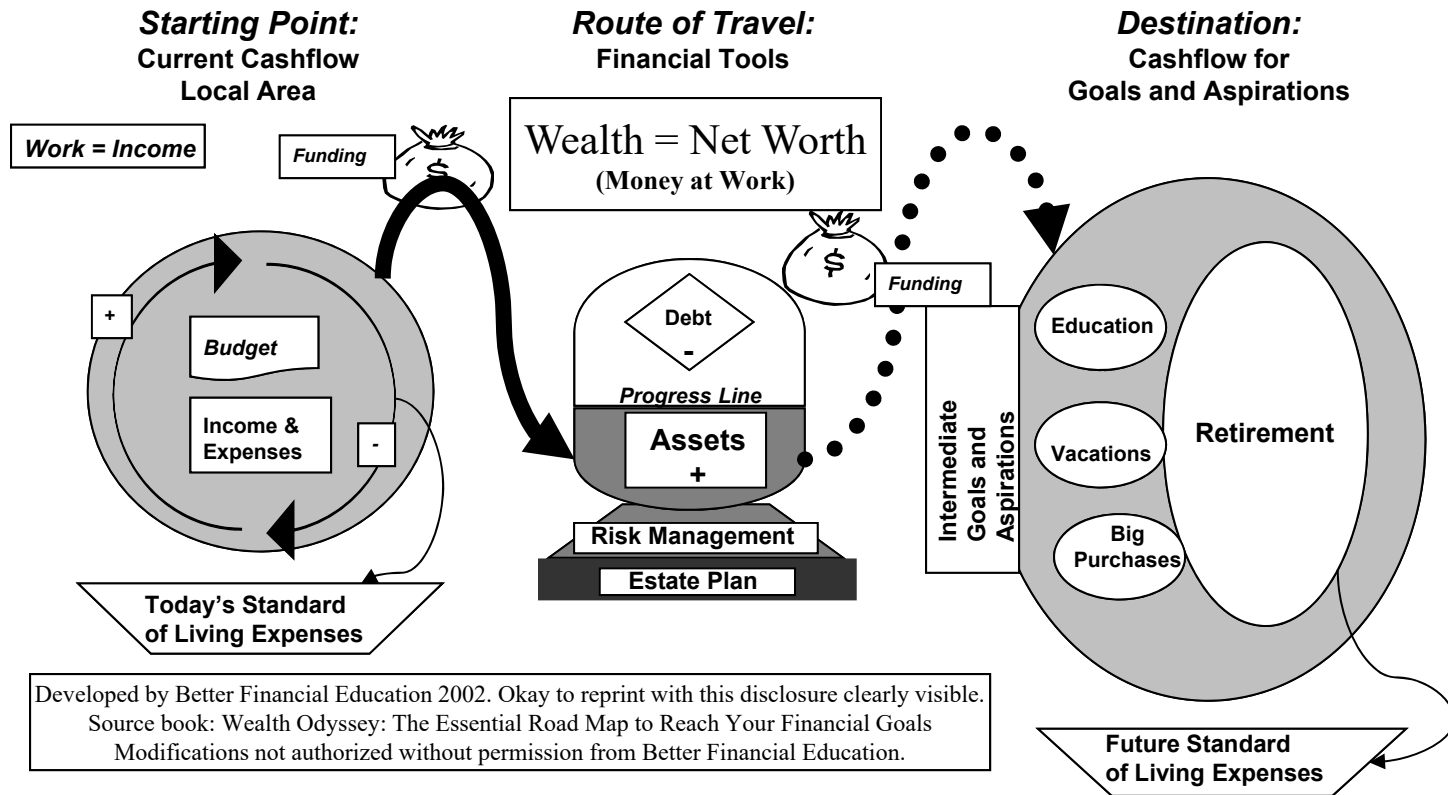 Starting Point:
Current Cashflow
Local Area
Route of Travel:
Financial Tools
Destination:
Cashflow for
Goals and Aspirations
Work = Income
Funding
$
Wealth = Net Worth
(Money at Work)
$
Funding
+
Budget
Income &
Expenses
-
Today’s Standard
of Living Expenses
Debt
-
Progress Line
Assets
+
Risk Management
Estate Plan
Intermediate
Goals and
Aspirations
Education
Vacations
Big
Purchases
Retirement
Future Standard
of Living Expenses
Developed by Better Financial Education 2002. Okay to reprint with this disclosure clearly visible.
Source book: Wealth Odyssey: The Essential Road Map to Reach Your Financial Goals
Modifications not authorized without permission from Better Financial Education.